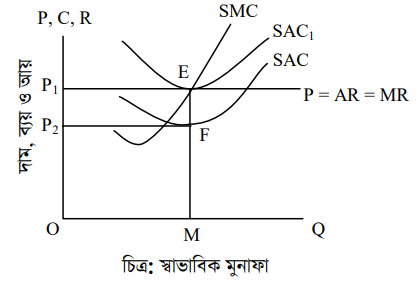 P, C, R
SMC
SAC₁
E
SAC
P₁
P = AR = MR
P₂
F
দাম, ব্যয় ও আয়
O
M
Q
চিত্র: স্বাভাবিক মুনাফা